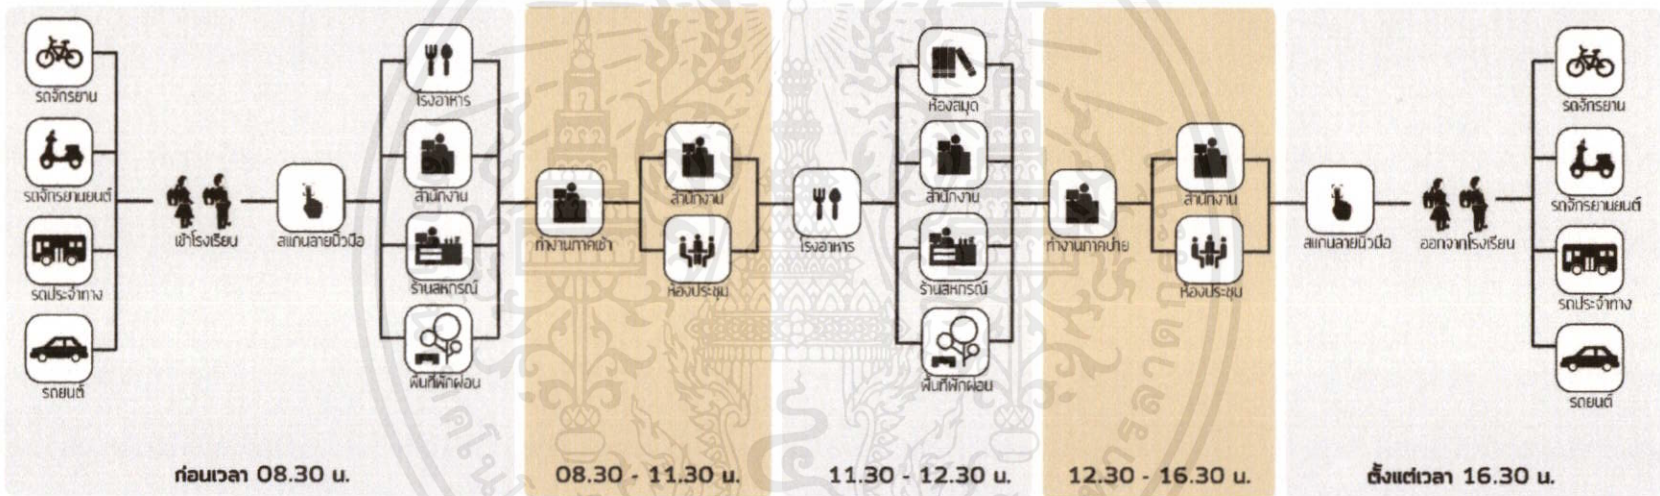 รถจักรยาน
รถจักรยานยนต์
รถประจำทาง
รถยนต์
เข้าโรงเรียน
สแกนลายนิ้วมือ
โรงอาหาร
สำนักงาน
ร้านสหกรณ์
พื้นที่พักผ่อน
ก่อนเวลา 08.30 น.
ทำงานภาคเช้า
สำนักงาน
ห้องประชุม
08.30 - 11.30 น.
โรงอาหาร
ห้องสมุด
สำนักงาน
ร้านสหกรณ์
พื้นที่พักผ่อน
11.30 - 12.30 น.
ทำงานภาคบ่าย
สำนักงาน
ห้องประชุม
12.30 - 16.30 น.
สแกนลายนิ้วมือ
ออกจากโรงเรียน
รถจักรยาน
รถจักรยานยนต์
รถประจำทาง
รถยนต์
ตั้งแต่เวลา 16.30 น.